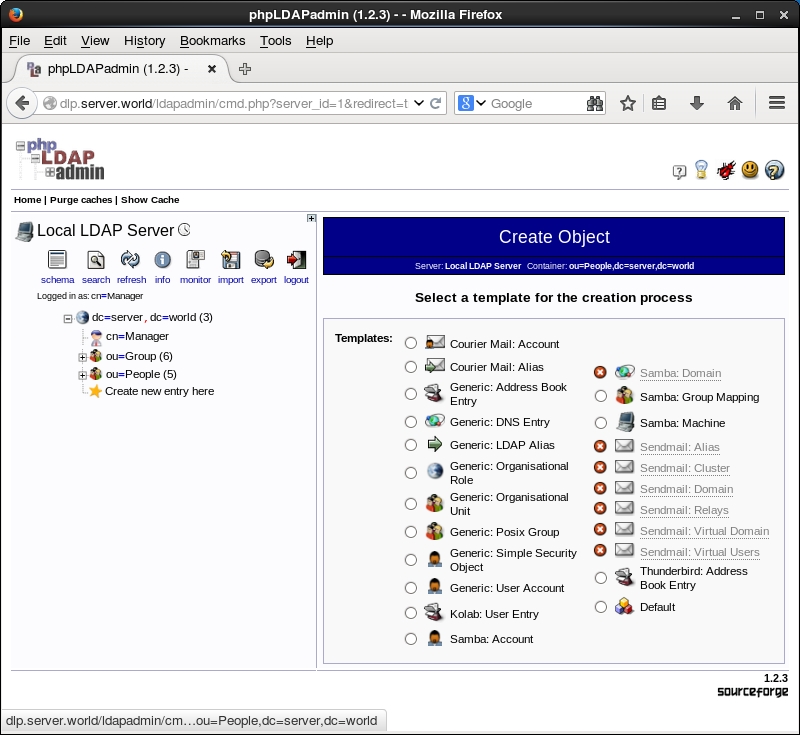 phpLDAPadmin (1.2.3) - - Mozilla Firefox
File Edit View History Bookmarks Tools Help
phpLDAPadmin (1.2.3) -
dlp.server.world/ldapadmin/cmd.php?server_id=1&redirect=t
8 Google
php
LDAP
admin
Home | Purge caches | Show Cache
Local LDAP Server
schema search refresh info monitor import export logout
Logged in as: cn=Manager
dc=server, dc=world (3)
cn=Manager
ou=Group (6)
ou=People (5)
Create new entry here
Create Object
Server: Local LDAP Server Container: ou=People,dc=server,dc=world
Select a template for the creation process
Templates:
Courier Mail: Account
Courier Mail: Alias
Generic: Address Book
Entry
Generic: DNS Entry
Generic: LDAP Alias
Generic: Organisational
Role
Generic: Organisational
Unit
Generic: Posix Group
Generic: Simple Security
Object
Generic: User Account
Kolab: User Entry
Samba: Account
Samba: Domain
Samba: Group Mapping
Samba: Machine
Sendmail: Alias
Sendmail: Cluster
Sendmail: Domain
Sendmail: Relays
Sendmail: Virtual Domain
Sendmail: Virtual Users
Thunderbird: Address
Book Entry
Default
1.2.3
sourceforge
dlp.server.world/ldapadmin/cm...ou=People,dc=server,dc=world